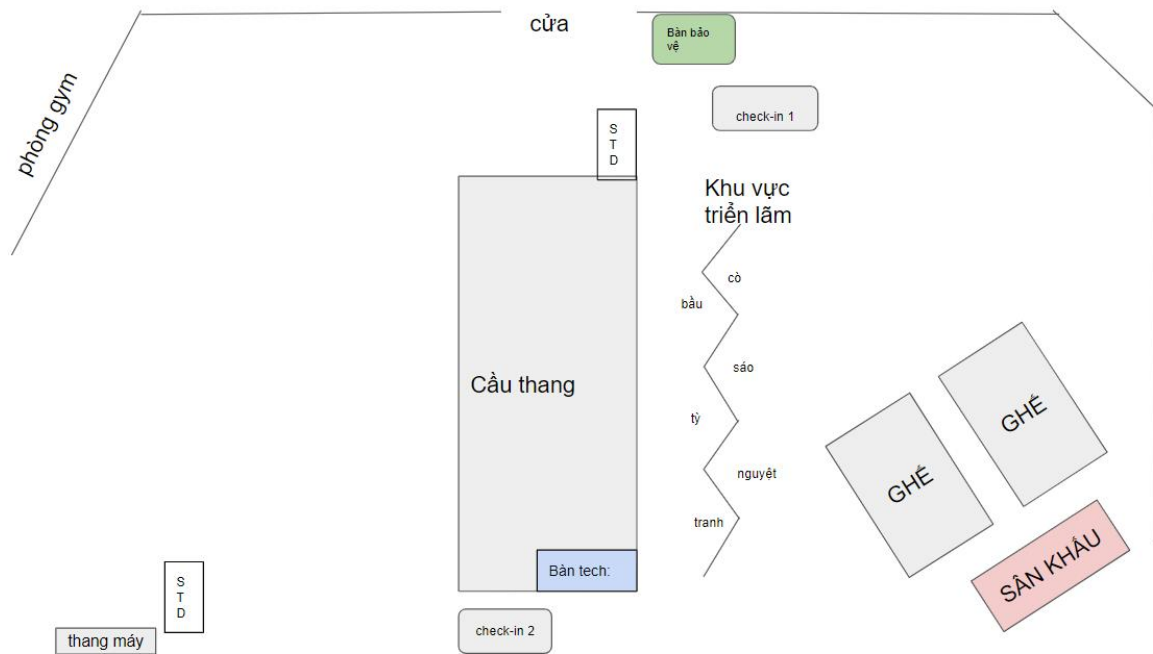 cửa
Bàn bảo
vệ
phòng gym
check-in 1
S
T
D
Khu vực
triển lãm
cò
bầu
sáo
Cầu thang
tỳ
GHẾ
GHẾ
nguyệt
tranh
SÂN KHẤU
Bàn tech:
S
T
D
check-in 2
thang máy